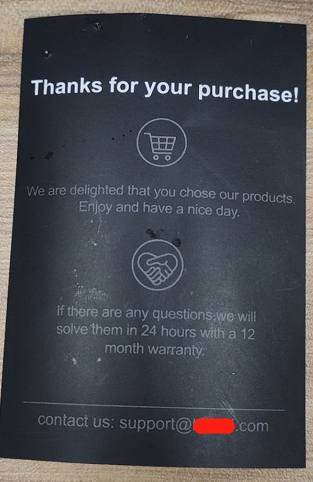 Thanks for your purchase!
We are delighted that you chose our products.
Enjoy and have a nice day.
If there are any questions,we will
solve them in 24 hours with a 12
month warranty.
contact us: support@ .com